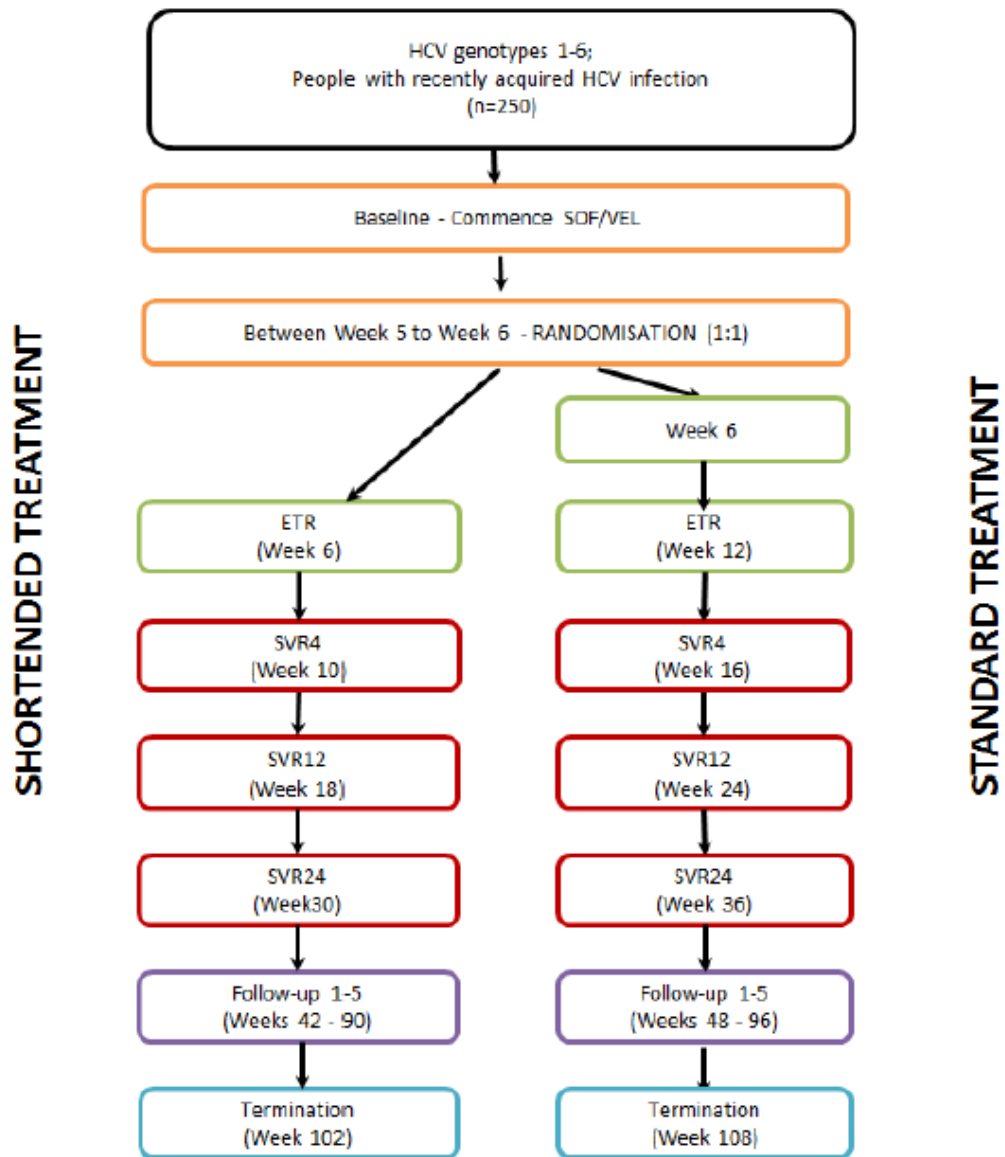 HCV genotypes 1-6;
People with recently acquired HCV infection
(n=250)
Baseline - Commence SOF/VEL
Between Week 5 to Week 6 - RANDOMISATION (1:1)
SHORTENDED TREATMENT
STANDARD TREATMENT
Week 6
ETR
(Week 6)
ETR
(Week 12)
SVR4
(Week 10)
SVR4
(Week 16)
SVR12
(Week 18)
SVR12
(Week 24)
SVR24
(Week30)
SVR24
(Week 36)
Follow-up 1-5
(Weeks 42 - 90)
Follow-up 1-5
(Weeks 48 - 96)
Termination
(Week 102)
Termination
(Week 108)